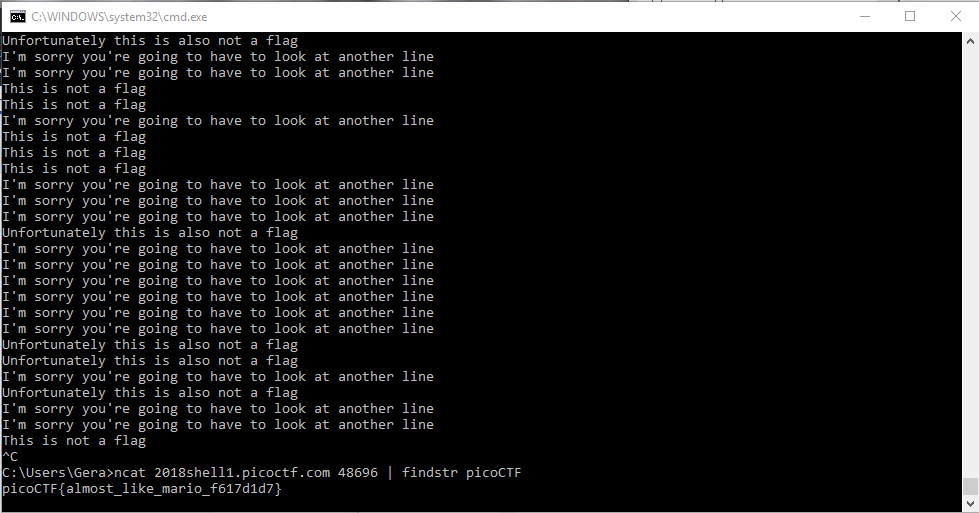 C:\WINDOWS\system32\cmd.exe
Unfortunately this is also not a flag
I'm sorry you're going to have to look at another line
I'm sorry you're going to have to look at another line
This is not a flag
This is not a flag
I'm sorry you're going to have to look at another line
This is not a flag
This is not a flag
This is not a flag
I'm sorry you're going to have to look at another line
I'm sorry you're going to have to look at another line
I'm sorry you're going to have to look at another line
Unfortunately this is also not a flag
I'm sorry you're going to have to look at another line
I'm sorry you're going to have to look at another line
I'm sorry you're going to have to look at another line
I'm sorry you're going to have to look at another line
I'm sorry you're going to have to look at another line
I'm sorry you're going to have to look at another line
Unfortunately this is also not a flag
Unfortunately this is also not a flag
I'm sorry you're going to have to look at another line
Unfortunately this is also not a flag
I'm sorry you're going to have to look at another line
I'm sorry you're going to have to look at another line
This is not a flag
^C
C:\Users\Gera>ncat 2018shell1.picoctf.com 48696 | findstr picoCTF
picoCTF{almost_like_mario_f617d1d7}